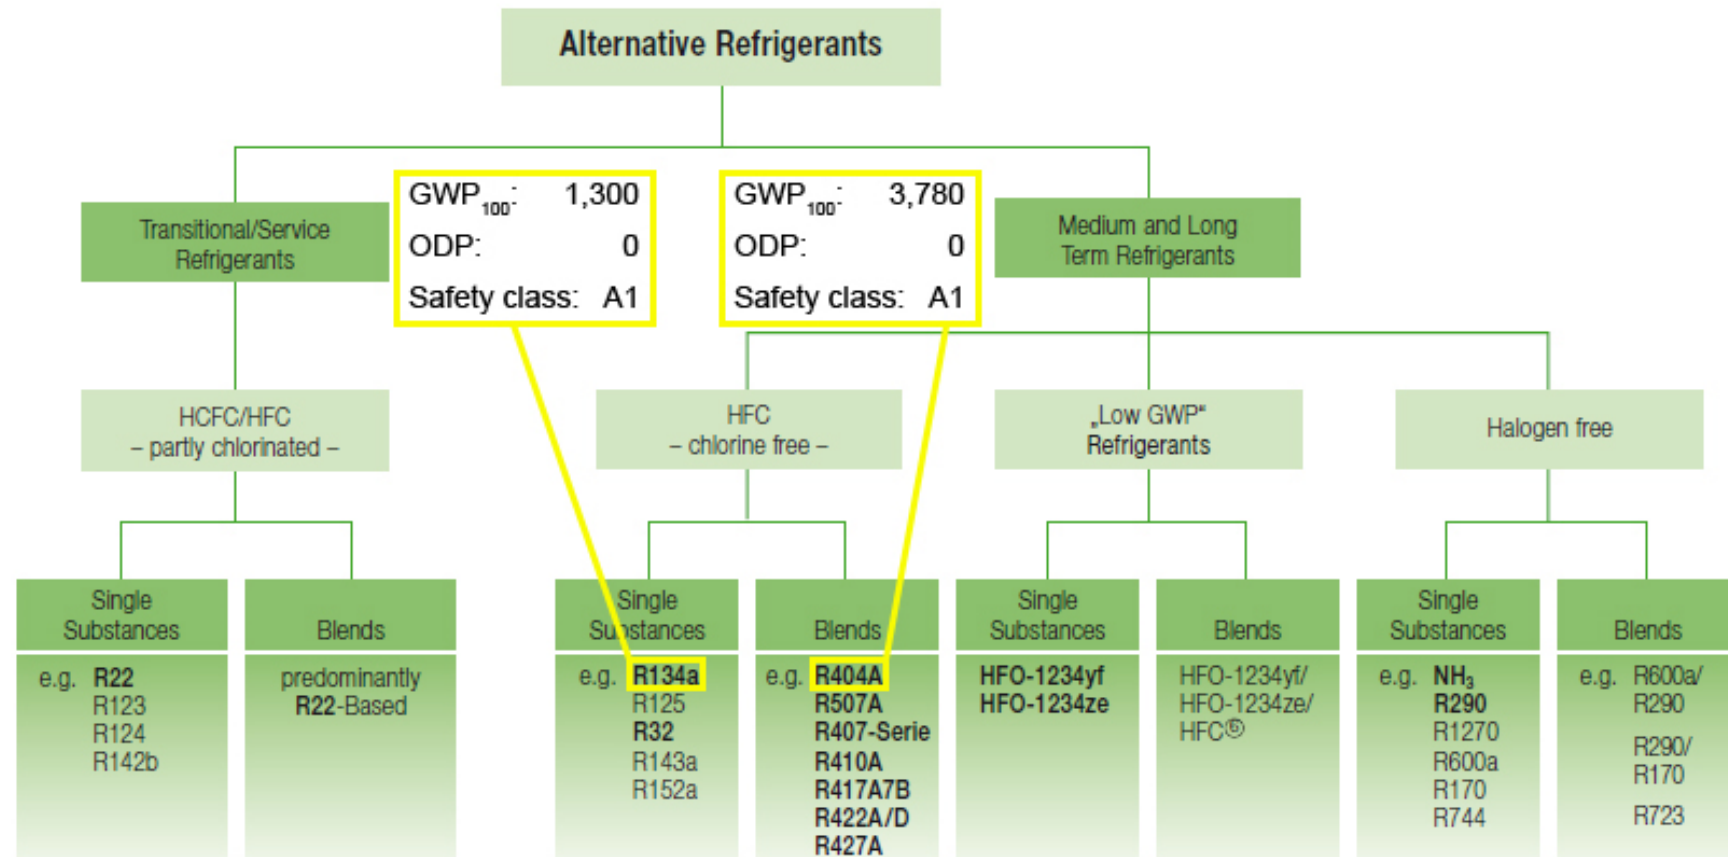 Alternative Refrigerants
GWP100: 1,300
ODP: 0
Safety class: A1
GWP100: 3,780
ODP: 0
Safety class: A1
Transitional/Service
Refrigerants
Medium and Long
Term Refrigerants
HCFC/HFC
– partly chlorinated –
HFC
– chlorine free –
„Low GWP“
Refrigerants
Halogen free
Single
Substances
Blends
Single
Substances
Blends
Single
Substances
Blends
Single
Substances
Blends
e.g. R22
R123
R124
R142b
predominantly
R22-Based
e.g. R134a
R125
R32
R143a
R152a
e.g. R404A
R507A
R407-Serie
R410A
R417A7B
R422A/D
R427A
HFO-1234yf
HFO-1234ze
HFO-1234yf/
HFO-1234ze/
HFC⑥
e.g. NH₃
R290
R1270
R600a
R170
R744
e.g. R600a/
R290
R290/
R170
R723